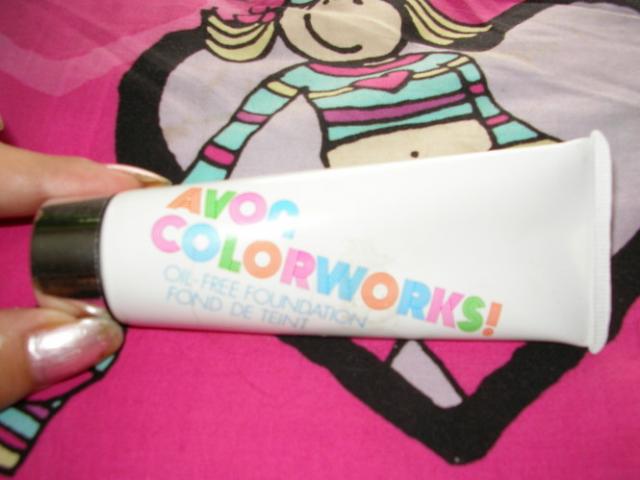 AVON
COLORWORKS!
OIL-FREE FOUNDATION
FOND DE TEINT